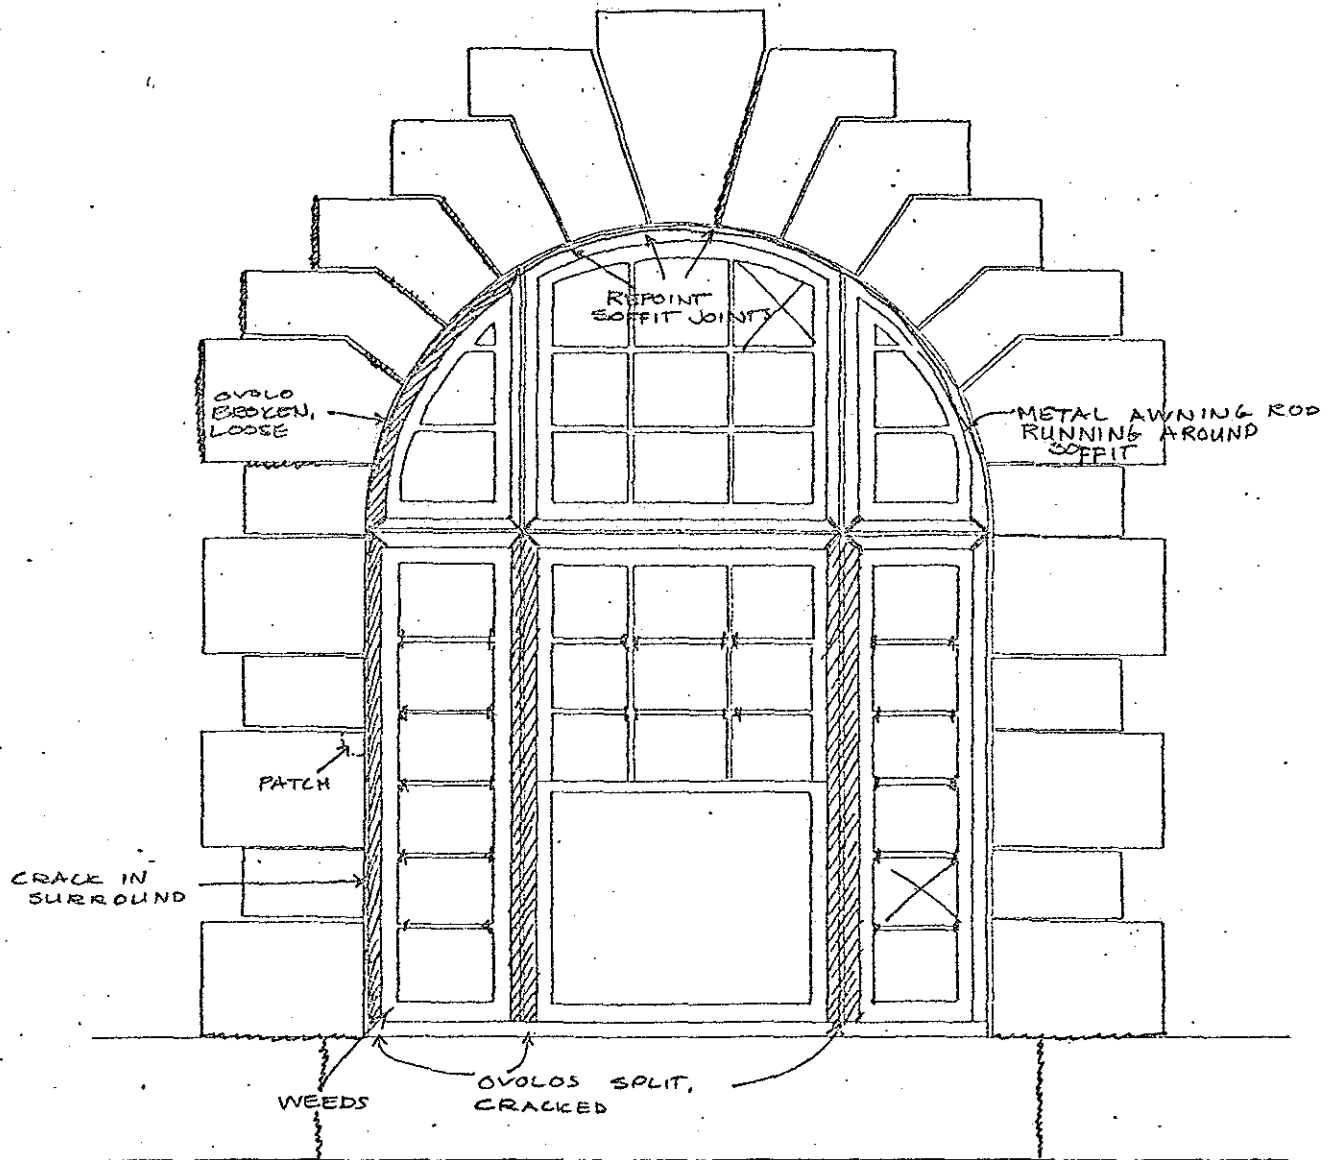 REPOINT
SOFFIT JOINTS
OVOLO
BROKEN,
LOOSE
METAL AWNING ROD
RUNNING AROUND
SOFFIT
PATCH
CRACK IN
SURROUND
WEEDS
OVOLOS SPLIT,
CRACKED